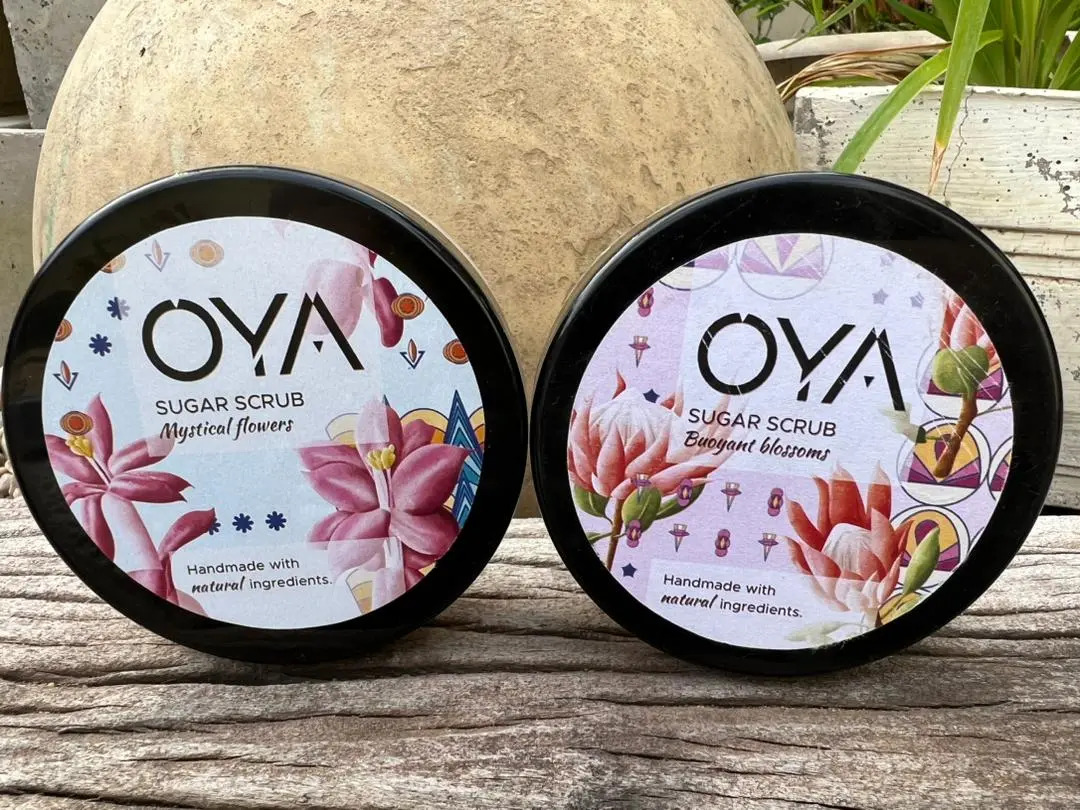 OYA
SUGAR SCRUB
Mystical flowers
Handmade with
natural ingredients.
OYA
SUGAR SCRUB
Buoyant blossoms
Handmade with
natural ingredients.